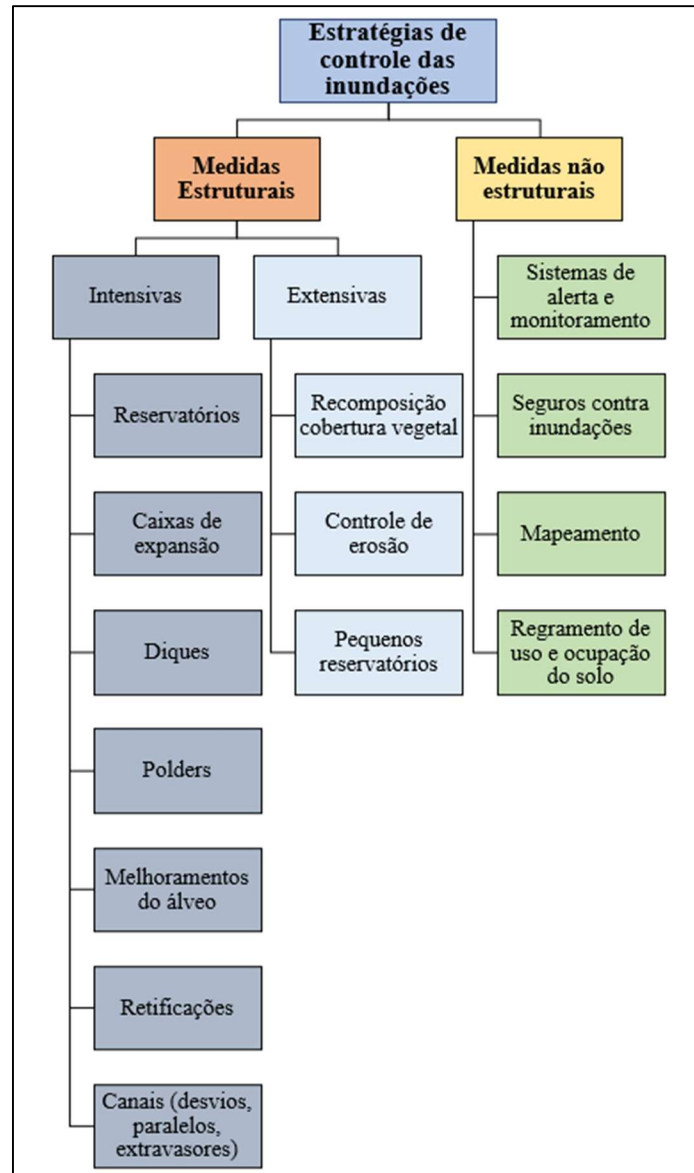 Estratégias de
controle das
inundações
Medidas
Estruturais
Medidas não
estruturais
Intensivas
Extensivas
Sistemas de
alerta e
monitoramento
Reservatórios
Recomposição
cobertura vegetal
Seguros contra
inundações
Caixas de
expansão
Controle de
erosão
Mapeamento
Diques
Pequenos
reservatórios
Regramento de
uso e ocupação
do solo
Polders
Melhoramentos
do álveo
Retificações
Canais (desvios,
paralelos,
extravasores)